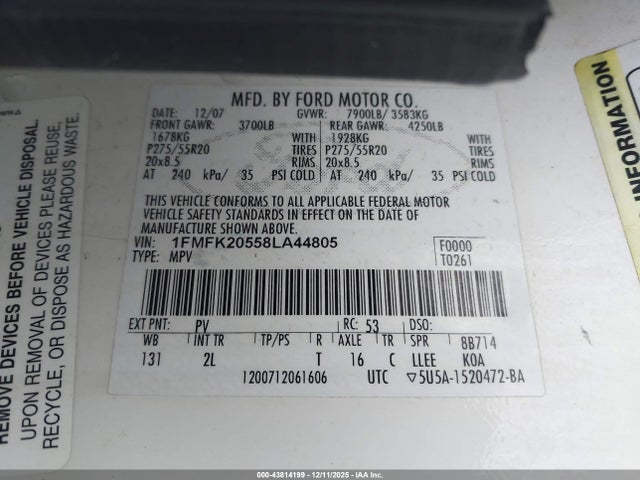 MFD. BY FORD MOTOR CO.
DATE: 12/07 GVWR: 7900LB/ 3583KG
FRONT GAWR: 3700LB REAR GAWR: 4250LB
1678KG WITH 1928KG WITH
P275/55R20 TIRES P275/55R20 TIRES
20x8.5 RIMS 20x8.5 RIMS
AT 240 kPa/ 35 PSI COLD AT 240 kPa/ 35 PSI COLD
THIS VEHICLE CONFORMS TO ALL APPLICABLE FEDERAL MOTOR
VEHICLE SAFETY STANDARDS IN EFFECT ON THE DATE OF
MANUFACTURE SHOWN ABOVE.
VIN: 1FMFK20558LA44805 F0000
TYPE: MPV T0261
EXT PNT: PV RC: 53 DSO:
WB INT TR TP/PS R AXLE TR SPR 8B714
131 2L T 16 C LLEE KOA
1200712061606 UTC ▽5U5A-1520472-BA
REMOVE DEVICES BEFORE VEHICLE DISPOSAL.
UPON REMOVAL OF DEVICES PLEASE REUSE,
RECYCLE, OR DISPOSE AS HAZARDOUS WASTE.
INFORMATION
000-43814199 - 12/11/2025 - IAA Inc.